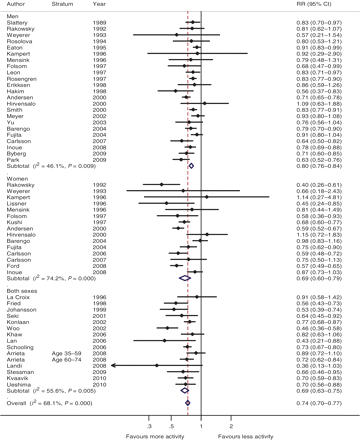 Author Stratum Year RR (95% CI)
Men
Slattery 1989 0.83 (0.70–0.97)
Rakowsky 1992 0.81 (0.62–1.07)
Weyerer 1993 0.57 (0.21–1.54)
Bijnen 1994 0.80 (0.53–1.21)
Eaton 1995 0.91 (0.83–0.99)
Kampert 1996 0.92 (0.29–2.90)
Mensink 1996 0.79 (0.48–1.31)
Folsom 1997 0.68 (0.47–0.99)
Leon 1997 0.83 (0.71–0.97)
Rosengren 1997 0.83 (0.77–0.90)
Erikksen 1998 0.86 (0.59–1.26)
Hakim 1998 0.56 (0.37–0.83)
Andersen 2000 0.71 (0.65–0.78)
Hirvensalo 2000 1.09 (0.63–1.88)
Smith 2000 0.83 (0.77–0.91)
Meyer 2002 0.93 (0.80–1.08)
Yu 2003 0.76 (0.56–1.04)
Barengo 2004 0.79 (0.70–0.90)
Fujita 2004 0.91 (0.80–1.04)
Carlsson 2007 0.64 (0.50–0.82)
Inoue 2008 0.78 (0.69–0.88)
Byberg 2009 0.71 (0.60–0.85)
Park 2009 0.63 (0.52–0.76)
Subtotal (I² = 46.1%, P = 0.009) 0.80 (0.76–0.84)
Women
Rakowsky 1992 0.40 (0.26–0.61)
Weyerer 1993 0.66 (0.18–2.43)
Kampert 1996 1.14 (0.27–4.81)
Lissner 1996 0.45 (0.24–0.85)
Mensink 1996 0.81 (0.44–1.49)
Folsom 1997 0.58 (0.36–0.93)
Kushi 1997 0.68 (0.60–0.77)
Andersen 2000 0.59 (0.52–0.67)
Hirvensalo 2000 1.15 (0.72–1.83)
Barengo 2004 0.98 (0.83–1.16)
Fujita 2004 0.75 (0.62–0.90)
Carlsson 2006 0.59 (0.48–0.72)
Carlsson 2007 0.75 (0.50–1.13)
Ford 2008 0.57 (0.49–0.65)
Inoue 2008 0.87 (0.73–1.03)
Subtotal (I² = 74.2%, P = 0.000) 0.69 (0.60–0.79)
Both sexes
La Croix 1996 0.91 (0.58–1.42)
Fried 1998 0.56 (0.43–0.73)
Johansson 1999 0.53 (0.39–0.74)
Seki 2001 0.64 (0.45–0.92)
Konlaan 2002 0.77 (0.68–0.87)
Woo 2002 0.46 (0.36–0.58)
Khaw 2006 0.82 (0.63–1.06)
Lan 2006 0.43 (0.21–0.88)
Schooling 2006 0.73 (0.67–0.80)
Arrieta Age 35–59 2008 0.89 (0.72–1.10)
Arrieta Age 60–74 2008 0.72 (0.62–0.84)
Landi 2008 0.36 (0.13–1.03)
Stessman 2009 0.56 (0.46–0.70)
Kvaavik 2010 0.70 (0.59–0.83)
Ueshima 2010 0.70 (0.56–0.88)
Subtotal (I² = 55.6%, P = 0.005) 0.69 (0.63–0.75)
Overall (I² = 68.1%, P = 0.000) 0.74 (0.70–0.77)
.3 .5 1 2
Favours more activity Favours less activity